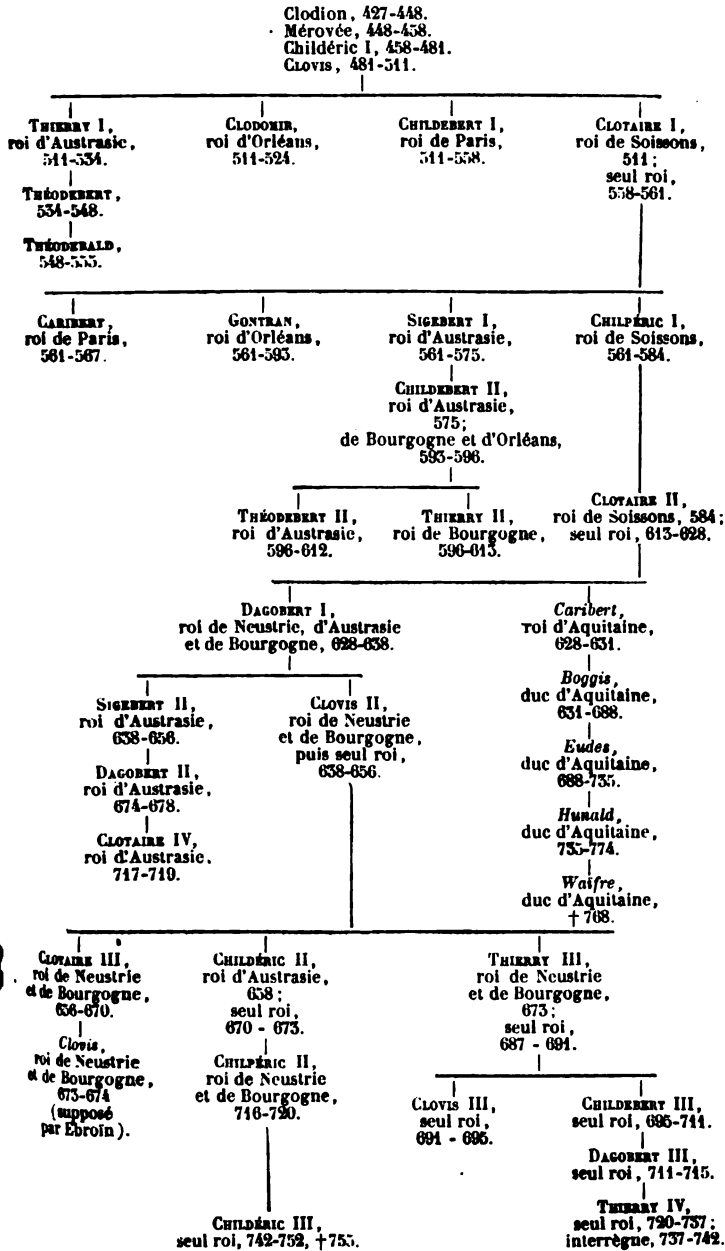 Clodion, 427-448.
Mérovée, 448-458.
Childéric I, 458-481.
CLOVIS, 481-511.
THIERRY I,
roi d'Austrasie,
511-534.
THÉODEBERT,
534-548.
THÉODEBALD,
548-555.
CLODOMIR,
roi d'Orléans,
511-524.
CHILDEBERT I,
roi de Paris,
511-558.
CLOTAIRE I,
roi de Soissons,
511;
seul roi,
558-561.
CARIBERT,
roi de Paris,
561-567.
GONTRAN,
roi d'Orléans,
561-593.
SIGEBERT I,
roi d'Austrasie,
561-575.
CHILPÉRIC I,
roi de Soissons,
561-584.
CHILDEBERT II,
roi d'Austrasie,
575;
de Bourgogne et d'Orléans,
593-596.
THÉODEBERT II,
roi d'Austrasie,
596-612.
THIERRY II,
roi de Bourgogne,
596-613.
CLOTAIRE II,
roi de Soissons, 584;
seul roi, 613-628.
DAGOBERT I,
roi de Neustrie, d'Austrasie
et de Bourgogne, 628-638.
Caribert,
roi d'Aquitaine,
628-631.
Boggis,
duc d'Aquitaine,
631-688.
Eudes,
duc d'Aquitaine,
688-735.
Hunald,
duc d'Aquitaine,
735-774.
Waifre,
duc d'Aquitaine,
† 768.
SIGEBERT II,
roi d'Austrasie,
638-656.
DAGOBERT II,
roi d'Austrasie,
674-678.
CLOTAIRE IV,
roi d'Austrasie,
717-719.
CLOVIS II,
roi de Neustrie
et de Bourgogne,
puis seul roi,
638-656.
CLOTAIRE III,
roi de Neustrie
et de Bourgogne,
656-670.
Clovis,
roi de Neustrie
et de Bourgogne,
673-674
(supposé
par Ebroïn).
CHILDÉRIC II,
roi d'Austrasie,
658;
seul roi,
670 - 673.
CHILPÉRIC II,
roi de Neustrie
et de Bourgogne,
716-720.
CHILDÉRIC III,
seul roi, 742-752, † 755.
THIERRY III,
roi de Neustrie
et de Bourgogne,
673;
seul roi,
687 - 691.
CLOVIS III,
seul roi,
691 - 695.
CHILDEBERT III,
seul roi, 695-711.
DAGOBERT III,
seul roi, 711-715.
THIERRY IV,
seul roi, 720-737;
interrègne, 737-742.